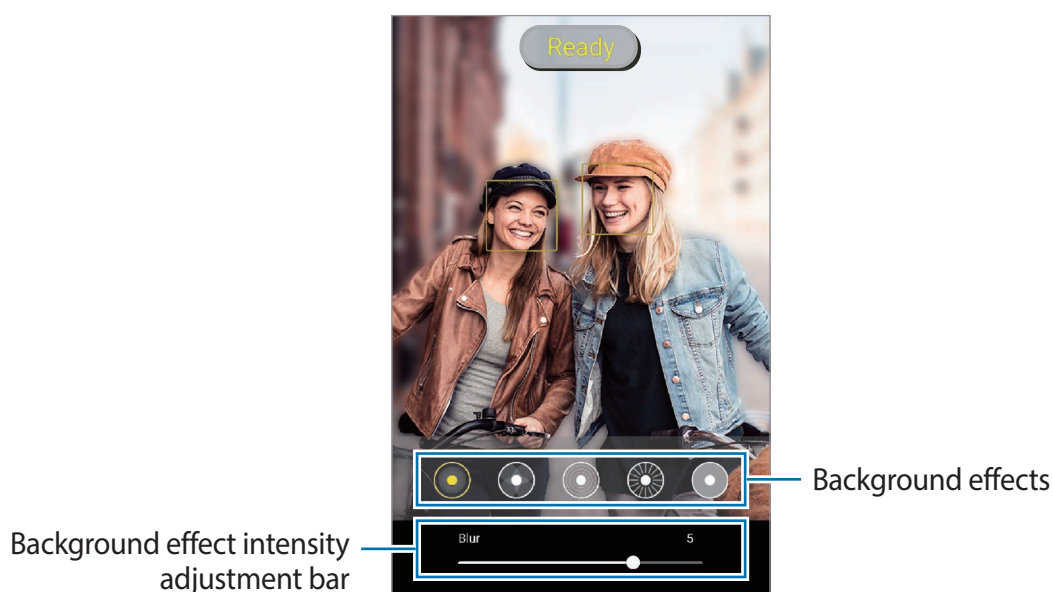 Ready
Background effects
Blur 5
Background effect intensity
adjustment bar